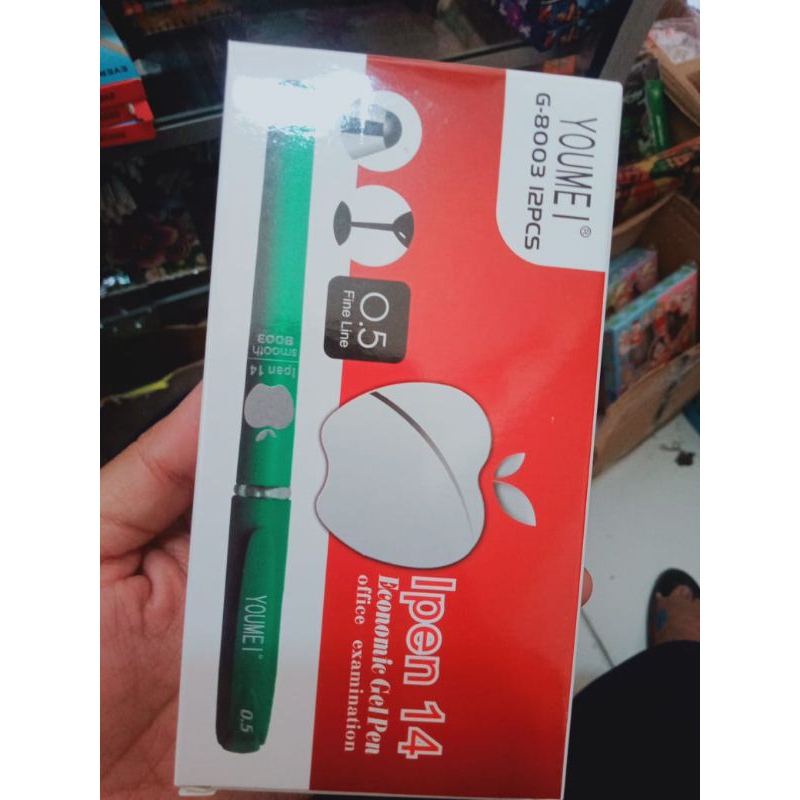 YOUMEI®
G-8003 12PCS
0.5
Fine Line
Ipen 14
Economic Gel Pen
office examination
Ipen 14
smooth
8003
YOUMEI®
0.5
EVER